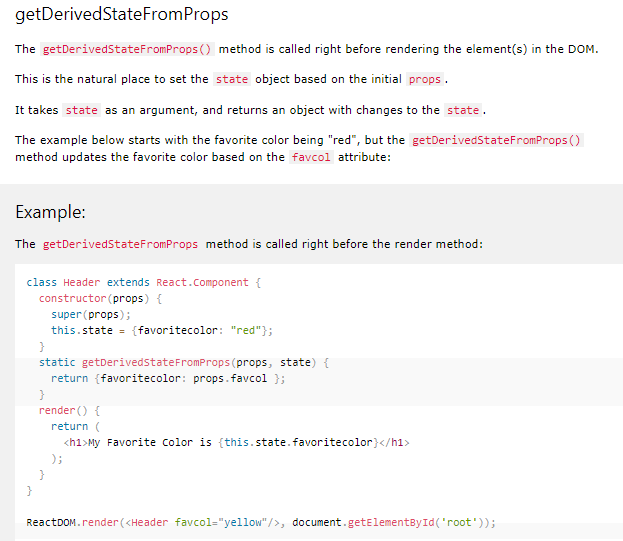 getDerivedStateFromProps
The getDerivedStateFromProps() method is called right before rendering the element(s) in the DOM.
This is the natural place to set the state object based on the initial props.
It takes state as an argument, and returns an object with changes to the state.
The example below starts with the favorite color being "red", but the getDerivedStateFromProps()
method updates the favorite color based on the favcol attribute:
Example:
The getDerivedStateFromProps method is called right before the render method:
class Header extends React.Component {
  constructor(props) {
    super(props);
    this.state = {favoritecolor: "red"};
  }
  static getDerivedStateFromProps(props, state) {
    return {favoritecolor: props.favcol };
  }
  render() {
    return (
      <h1>My Favorite Color is {this.state.favoritecolor}</h1>
    );
  }
}
ReactDOM.render(<Header favcol="yellow"/>, document.getElementById('root'));